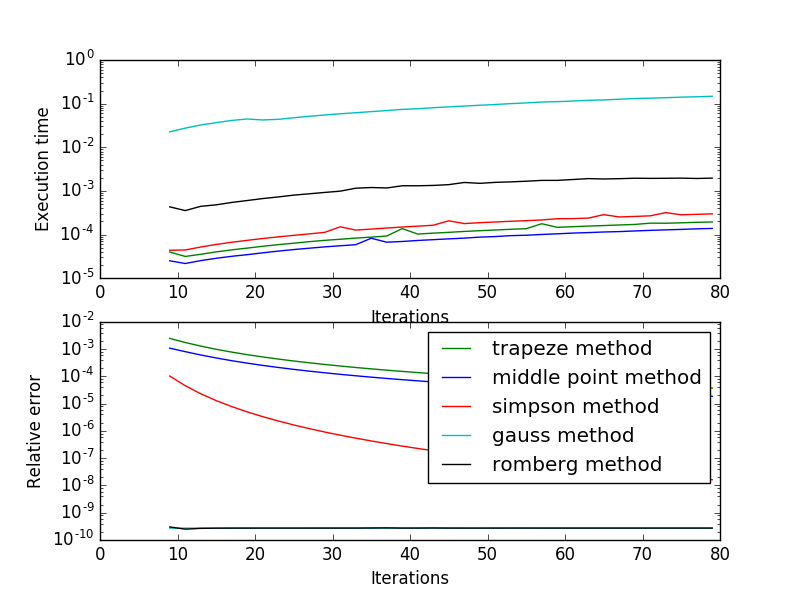 10^0
10^-1
10^-2
10^-3
10^-4
10^-5
Execution time
0 10 20 30 40 50 60 70 80
Iterations
10^-2
10^-3
10^-4
10^-5
10^-6
10^-7
10^-8
10^-9
10^-10
Relative error
trapeze method
middle point method
simpson method
gauss method
romberg method
0 10 20 30 40 50 60 70 80
Iterations